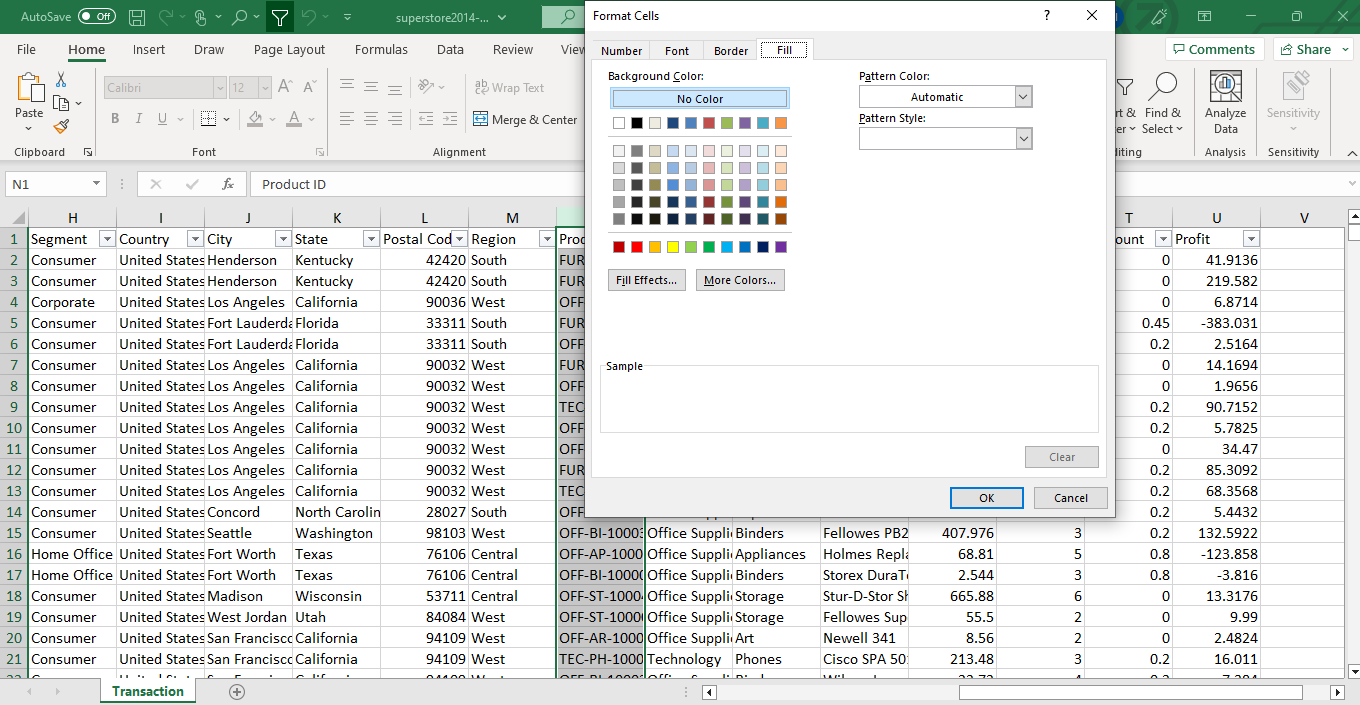 AutoSave Off superstore2014-...
Format Cells ?
File Home Insert Draw Page Layout Formulas Data Review View Comments Share
Number Font Border Fill
Background Color: No Color Fill Effects... More Colors...
Pattern Color: Automatic
Pattern Style:
Sample
Clear
OK Cancel
Paste Calibri 12 B I U A Wrap Text Merge & Center
Find & Select Analyze Data Sensitivity
Clipboard Font Alignment Analysis Sensitivity
N1 fx Product ID
H I J K L M T U V
1 Segment Country City State Postal Cod Region Profit
2 Consumer United States Henderson Kentucky 42420 South FUR 0 41.9136
3 Consumer United States Henderson Kentucky 42420 South FUR 0 219.582
4 Corporate United States Los Angeles California 90036 West OFF 0 6.8714
5 Consumer United States Fort Lauderda Florida 33311 South FUR 0.45 -383.031
6 Consumer United States Fort Lauderda Florida 33311 South OFF 0.2 2.5164
7 Consumer United States Los Angeles California 90032 West FUR 0 14.1694
8 Consumer United States Los Angeles California 90032 West OFF 0 1.9656
9 Consumer United States Los Angeles California 90032 West TEC 0.2 90.7152
10 Consumer United States Los Angeles California 90032 West OFF 0.2 5.7825
11 Consumer United States Los Angeles California 90032 West OFF 0 34.47
12 Consumer United States Los Angeles California 90032 West FUR 0.2 85.3092
13 Consumer United States Los Angeles California 90032 West TEC 0.2 68.3568
14 Consumer United States Concord North Carolin 28027 South OFF 0.2 5.4432
15 Consumer United States Seattle Washington 98103 West OFF-BI-10003 Office Suppli Binders Fellowes PB2 407.976 3 0.2 132.5922
16 Home Office United States Fort Worth Texas 76106 Central OFF-AP-1000 Office Suppli Appliances Holmes Repla 68.81 5 0.8 -123.858
17 Home Office United States Fort Worth Texas 76106 Central OFF-BI-1000 Office Suppli Binders Storex DuraT 2.544 3 0.8 -3.816
18 Consumer United States Madison Wisconsin 53711 Central OFF-ST-1000 Office Suppli Storage Stur-D-Stor Sh 665.88 6 0 13.3176
19 Consumer United States West Jordan Utah 84084 West OFF-ST-1000 Office Suppli Storage Fellowes Sup 55.5 2 0 9.99
20 Consumer United States San Francisco California 94109 West OFF-AR-1000 Office Suppli Art Newell 341 8.56 2 0 2.4824
21 Consumer United States San Francisco California 94109 West TEC-PH-1000 Technology Phones Cisco SPA 50 213.48 3 0.2 16.011
Transaction